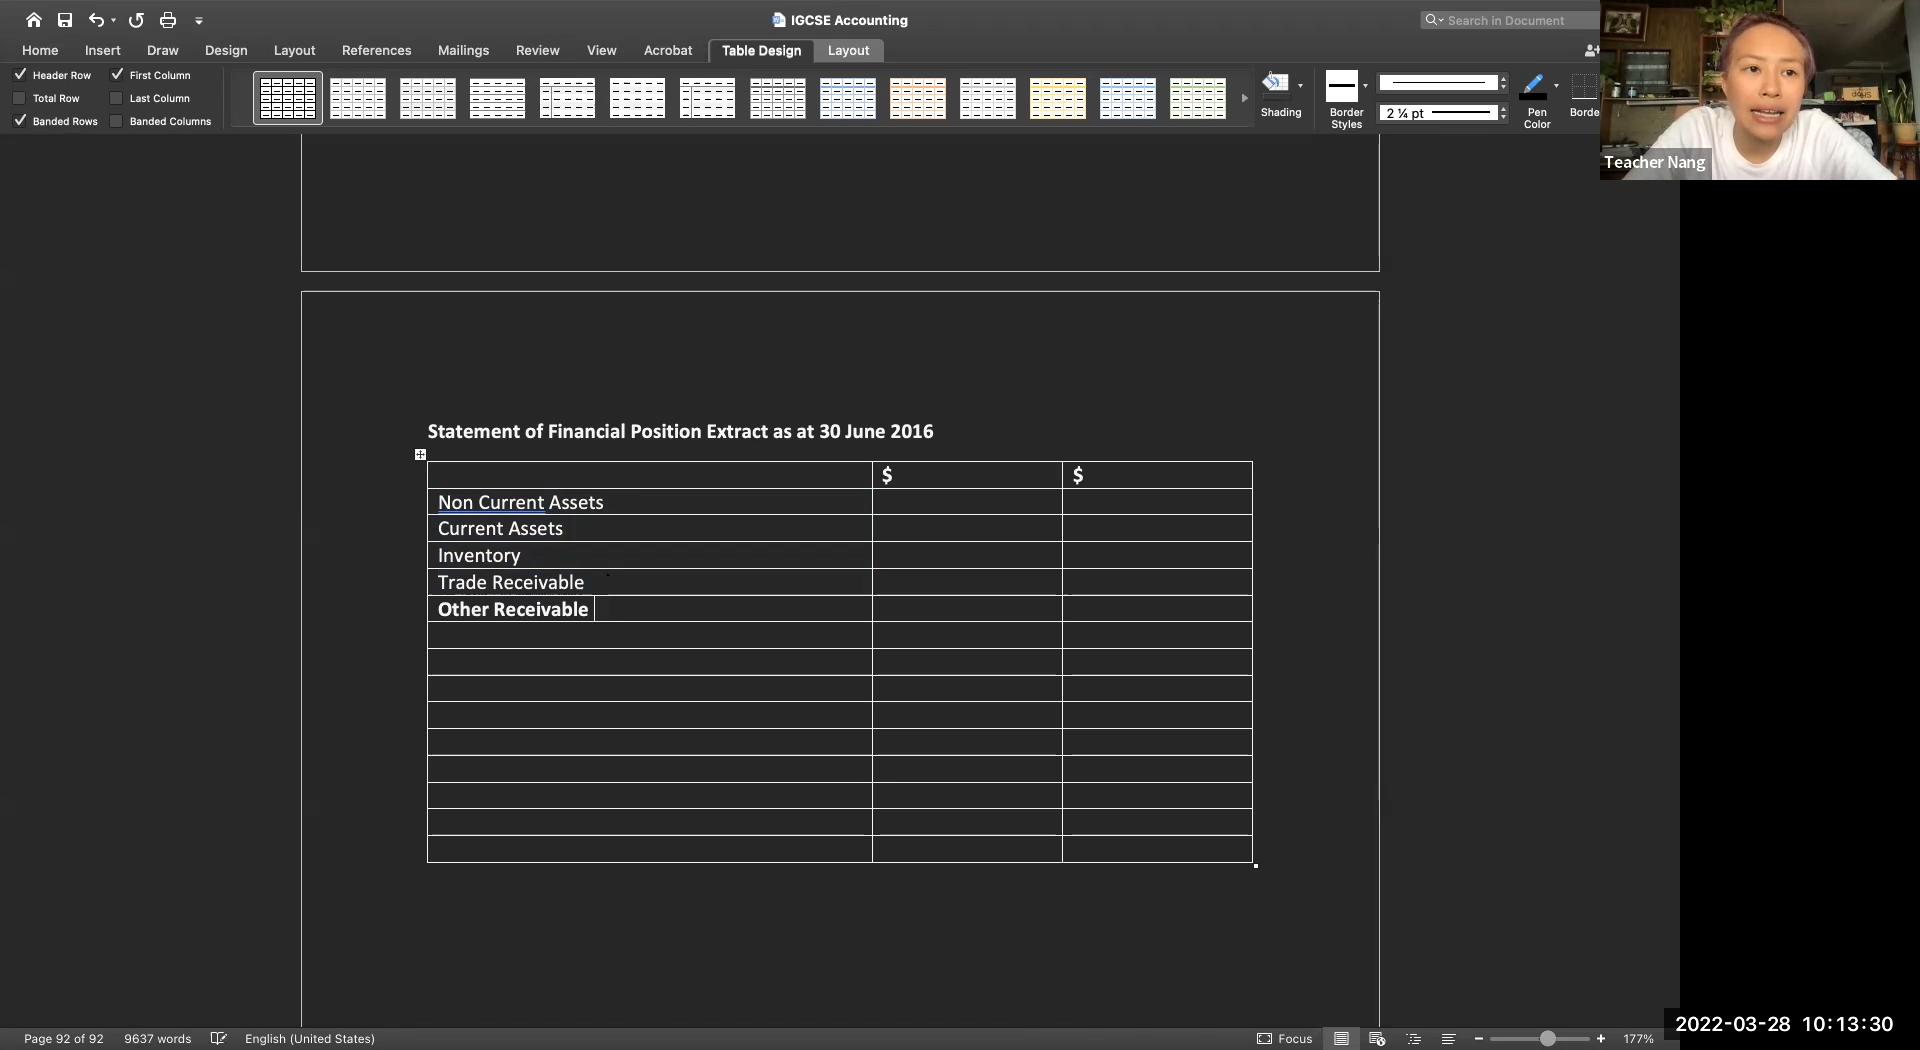 IGCSE Accounting
Search in Document
Home Insert Draw Design Layout References Mailings Review View Acrobat Table Design Layout
Header Row First Column
Total Row Last Column
Banded Rows Banded Columns
Shading
Border Styles
2 ¼ pt
Pen Color
Borde
Teacher Nang
Statement of Financial Position Extract as at 30 June 2016
$ $
Non Current Assets
Current Assets
Inventory
Trade Receivable
Other Receivable
Page 92 of 92 9637 words English (United States) Focus 177%
2022-03-28 10:13:30